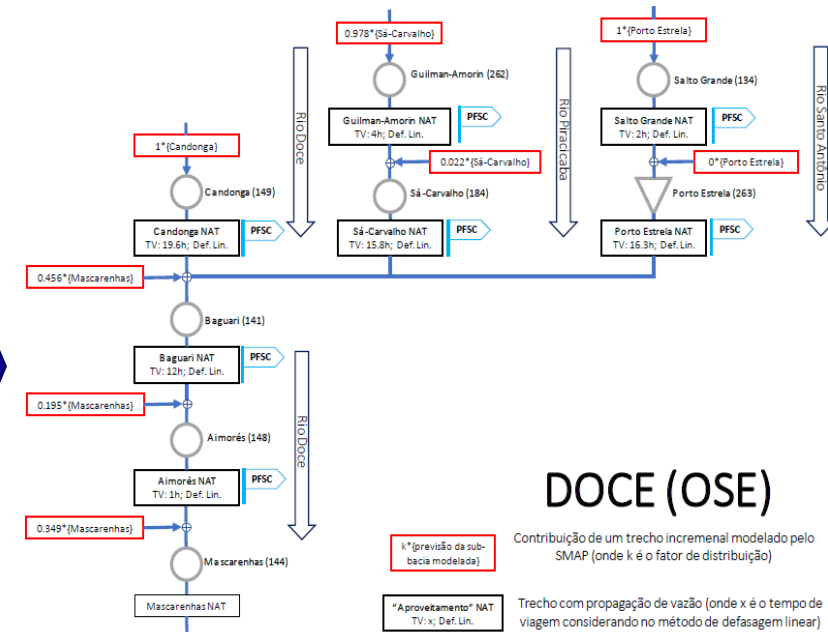 0.978*{Sá-Carvalho}
1*{Porto Estrela}
Guilman-Amorin (262)
Salto Grande (134)
Guilman-Amorin NAT
TV: 4h; Def. Lin.
PFSC
Salto Grande NAT
TV: 2h; Def. Lin.
PFSC
Rio Doce
Rio Piracicaba
Rio Santo Antônio
1*{Candonga}
0.022*{Sá-Carvalho}
0*{Porto Estrela}
Candonga (149)
Sá-Carvalho (184)
Porto Estrela (263)
Candonga NAT
TV: 19.6h; Def. Lin.
PFSC
Sá-Carvalho NAT
TV: 15.8h; Def. Lin.
PFSC
Porto Estrela NAT
TV: 16.3h; Def. Lin.
PFSC
0.456*{Mascarenhas}
Baguari (141)
Baguari NAT
TV: 12h; Def. Lin.
PFSC
0.195*{Mascarenhas}
Rio Doce
Aimorés (148)
Aimorés NAT
TV: 1h; Def. Lin.
PFSC
0.349*{Mascarenhas}
Mascarenhas (144)
Mascarenhas NAT
DOCE (OSE)
k*{previsão da sub-
bacia modelada}
Contribuição de um trecho incremenal modelado pelo
SMAP (onde k é o fator de distribuição)
"Aproveitamento" NAT
TV: x; Def. Lin.
Trecho com propagação de vazão (onde x é o tempo de
viagem considerando no método de defasagem linear)